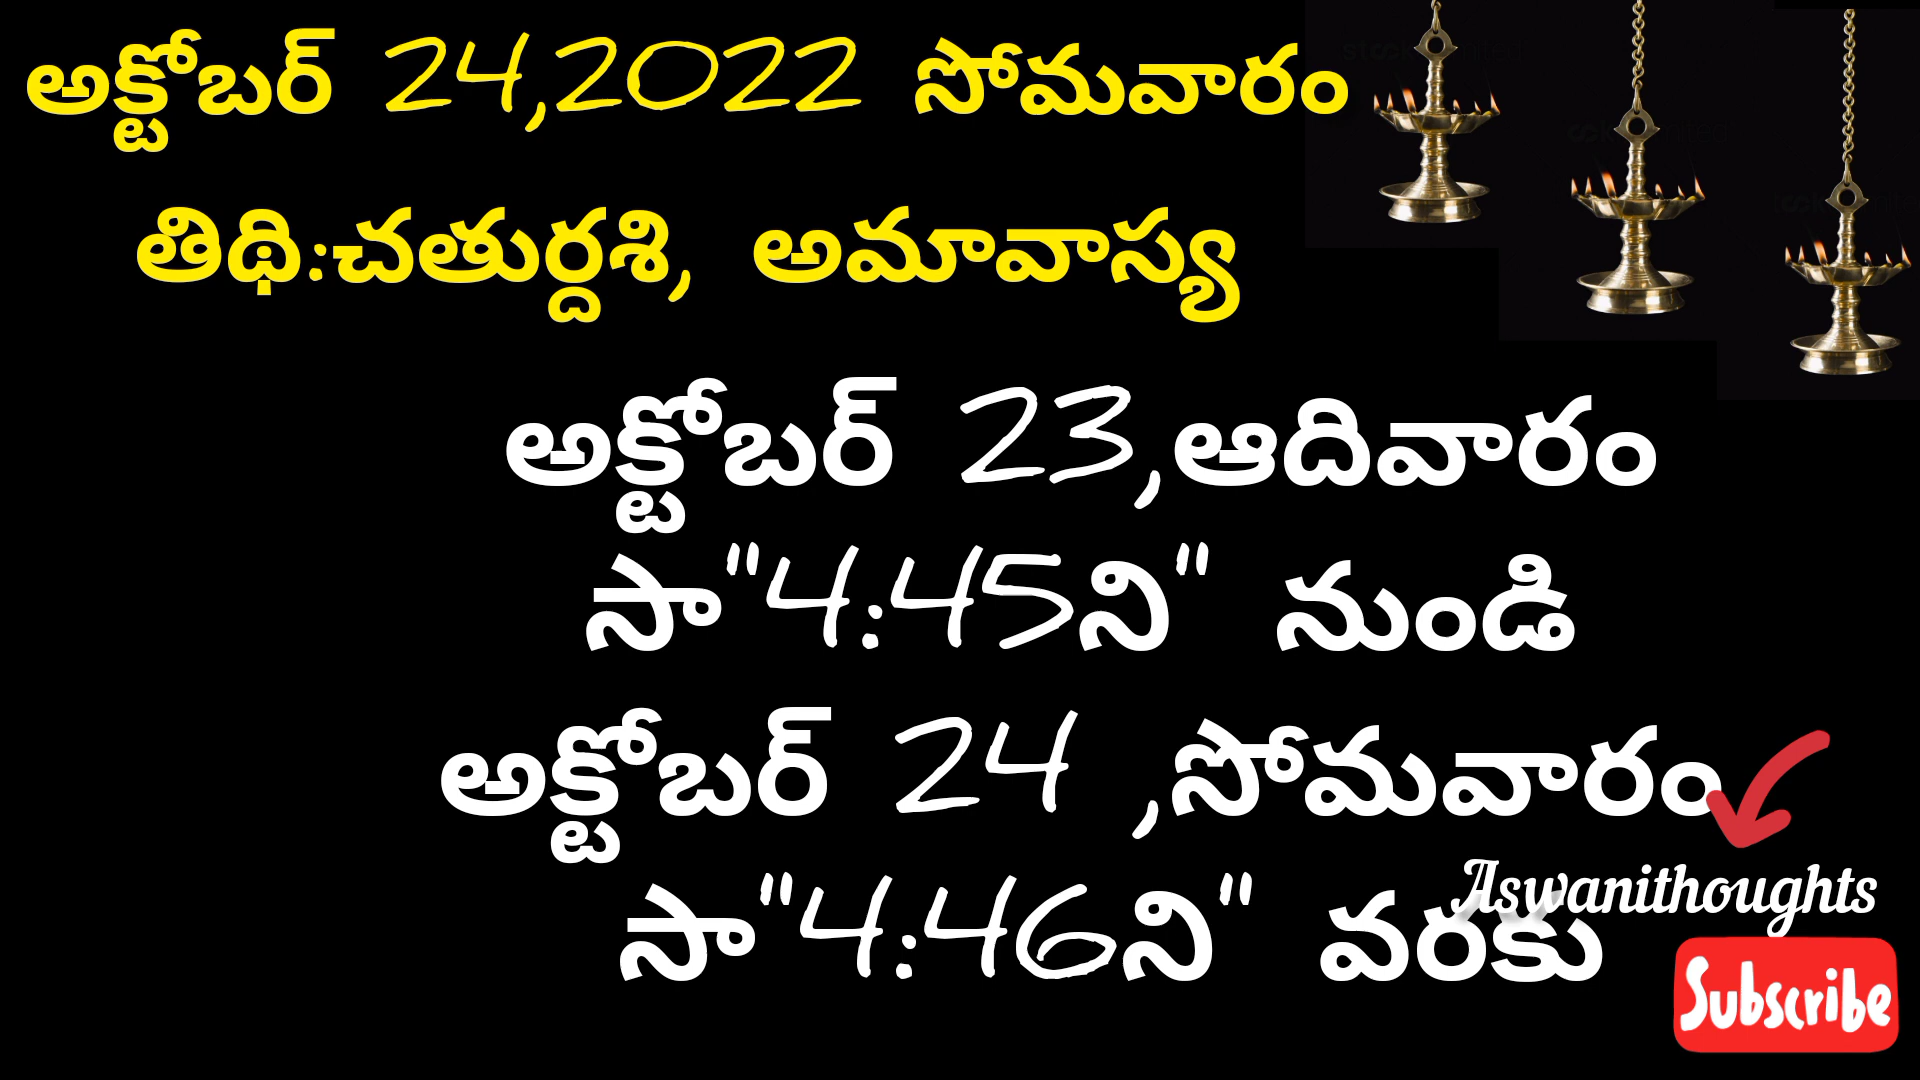 అక్టోబర్ 24,2022 సోమవారం
తిథి:చతుర్దశి, అమావాస్య
అక్టోబర్ 23,ఆదివారం
సా"4:45ని" నుండి
అక్టోబర్ 24 ,సోమవారం
సా"4:46ని" వరకు
Aswanithoughts
Subscribe